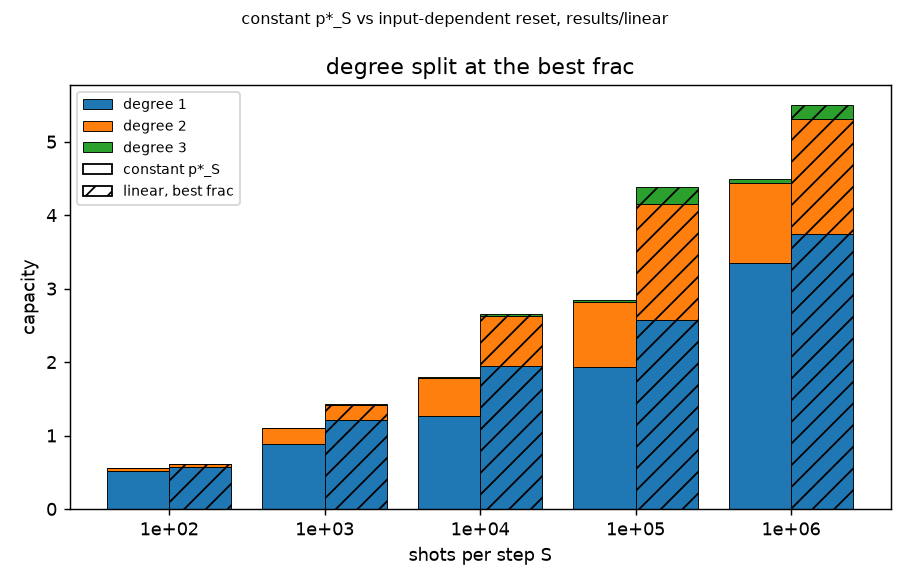 constant p*_S vs input-dependent reset, results/linear
degree split at the best frac
degree 1
degree 2
degree 3
constant p*_S
linear, best frac
capacity
5
4
3
2
1
0
1e+02 1e+03 1e+04 1e+05 1e+06
shots per step S